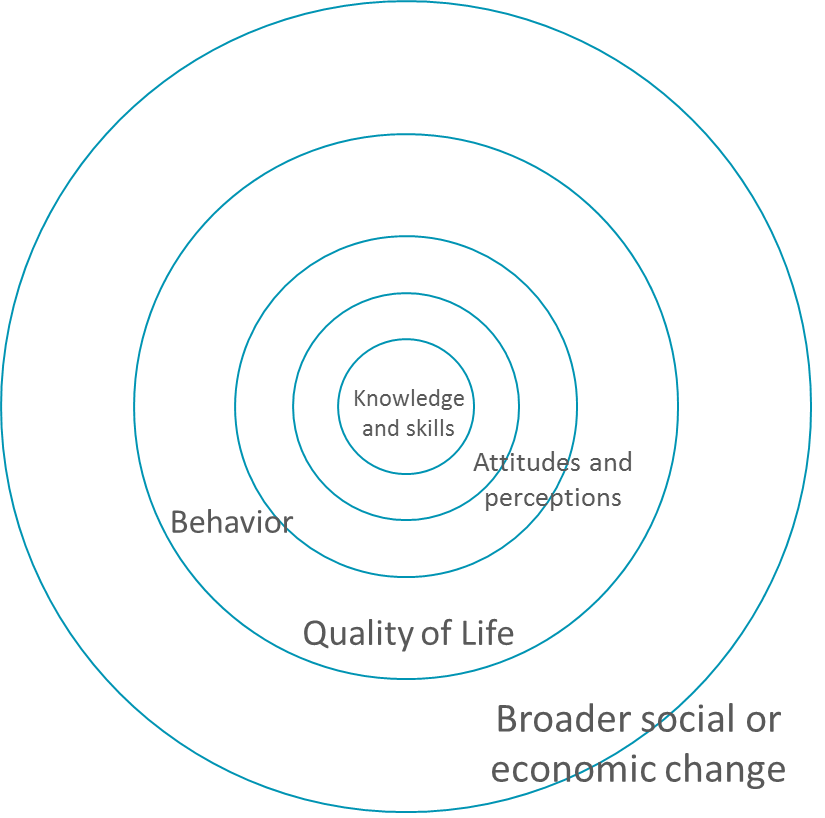 Knowledge
and skills
Attitudes and
perceptions
Behavior
Quality of Life
Broader social or
economic change